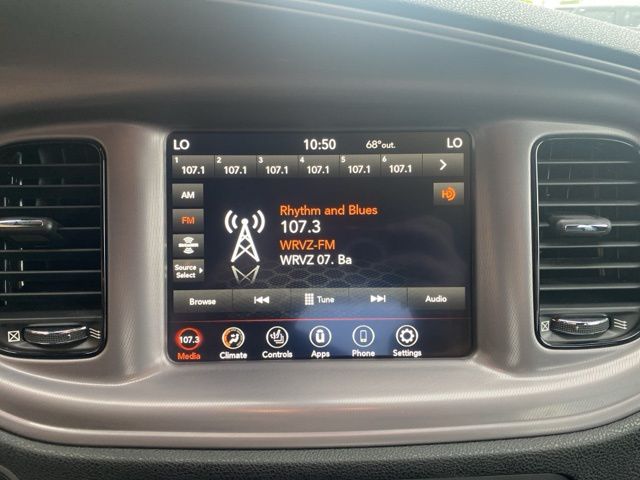 LO 10:50 68°out. LO
1 107.1 2 107.1 3 107.1 4 107.1 5 107.1 6 107.1
AM
FM
Source
Select
Rhythm and Blues
107.3
WRVZ-FM
WRVZ 07. Ba
Browse Tune Audio
107.3
Media Climate Controls Apps Phone Settings